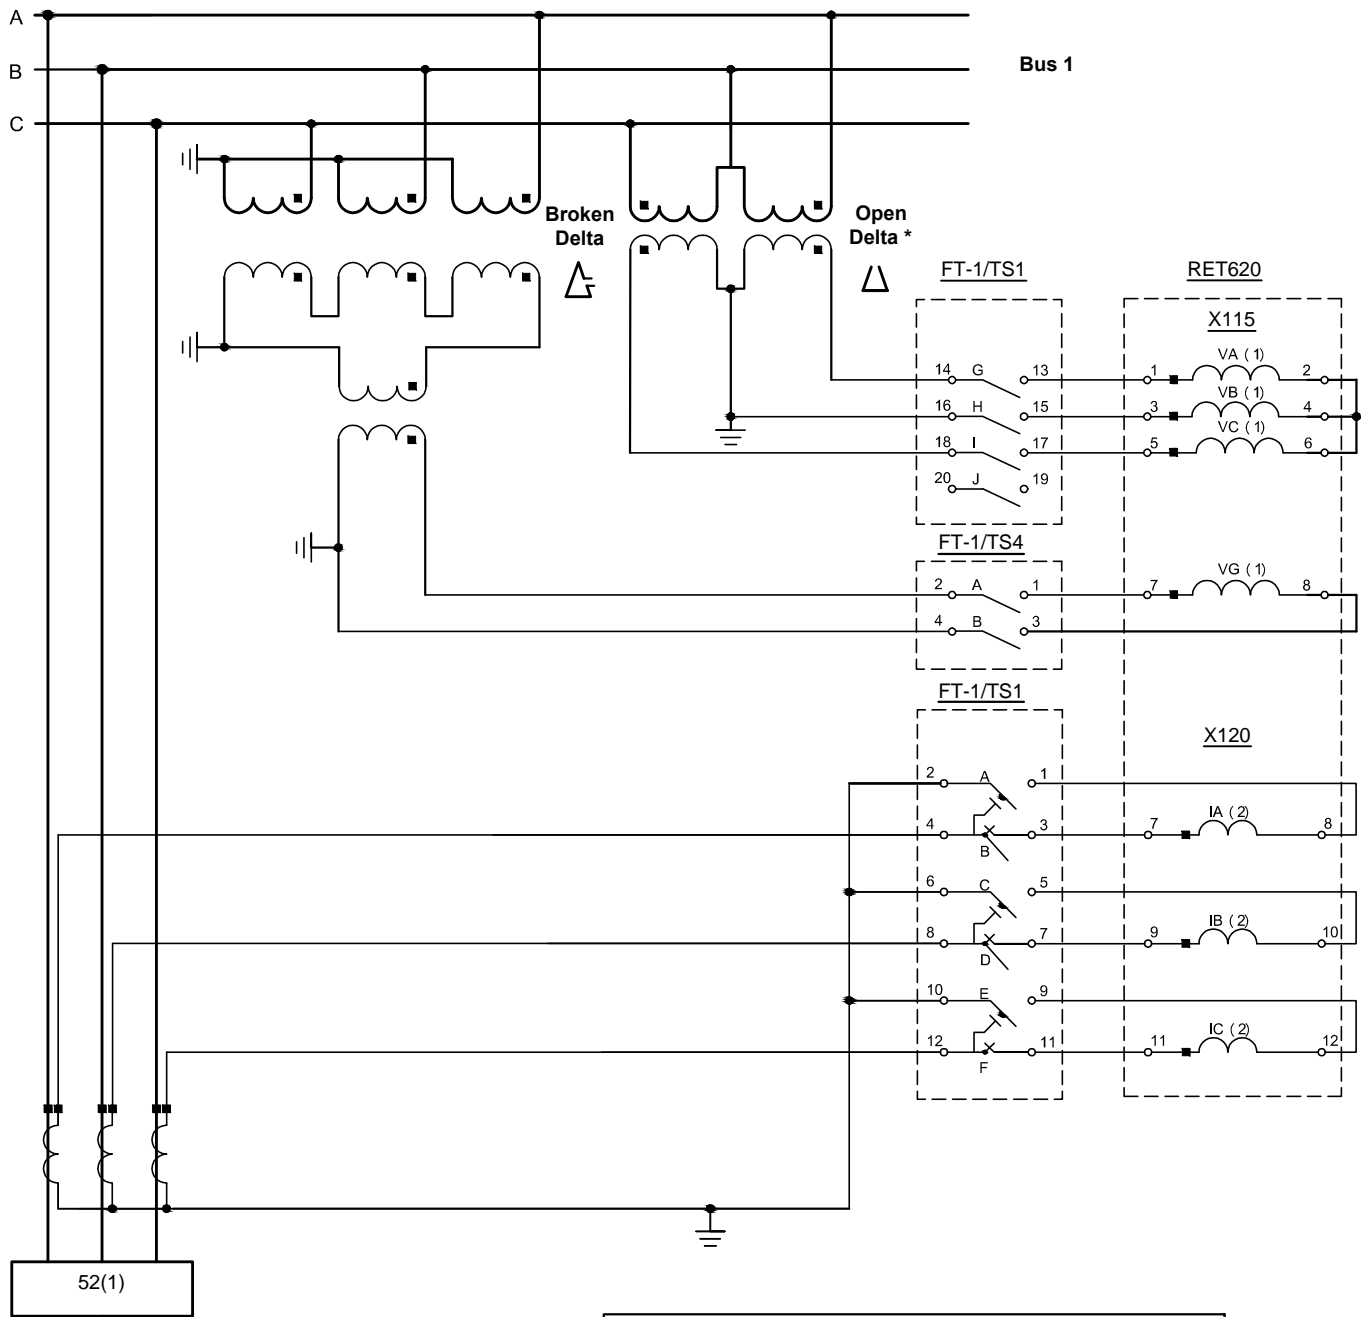 A
B
Bus 1
C
Broken
Delta
Open
Delta *
FT-1/TS1
RET620
X115
14 G 13 1 VA (1) 2
16 H 15 3 VB (1) 4
18 I 17 5 VC (1) 6
20 J 19
FT-1/TS4
2 A 1 7 VG (1) 8
4 B 3
FT-1/TS1
X120
2 A 1
4 B 3 7 IA (2) 8
6 C 5
8 D 7 9 IB (2) 10
10 E 9
12 F 11 11 IC (2) 12
52(1)